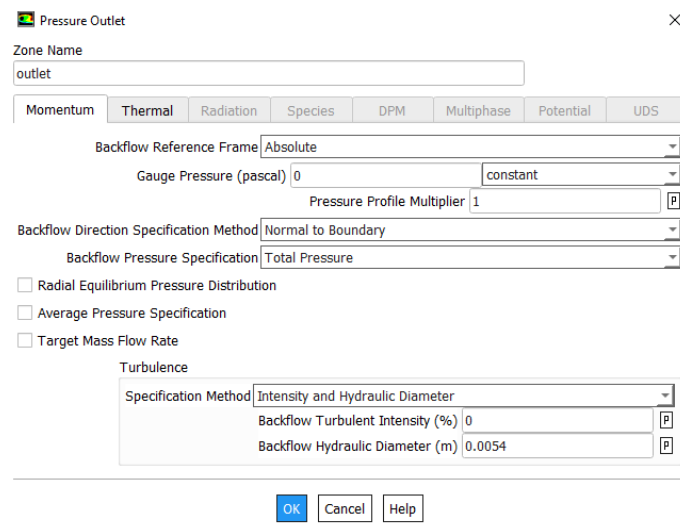 Pressure Outlet
Zone Name
outlet
Momentum Thermal Radiation Species DPM Multiphase Potential UDS
Backflow Reference Frame Absolute
Gauge Pressure (pascal) 0 constant
Pressure Profile Multiplier 1 P
Backflow Direction Specification Method Normal to Boundary
Backflow Pressure Specification Total Pressure
Radial Equilibrium Pressure Distribution
Average Pressure Specification
Target Mass Flow Rate
Turbulence
Specification Method Intensity and Hydraulic Diameter
Backflow Turbulent Intensity (%) 0 P
Backflow Hydraulic Diameter (m) 0.0054 P
OK Cancel Help